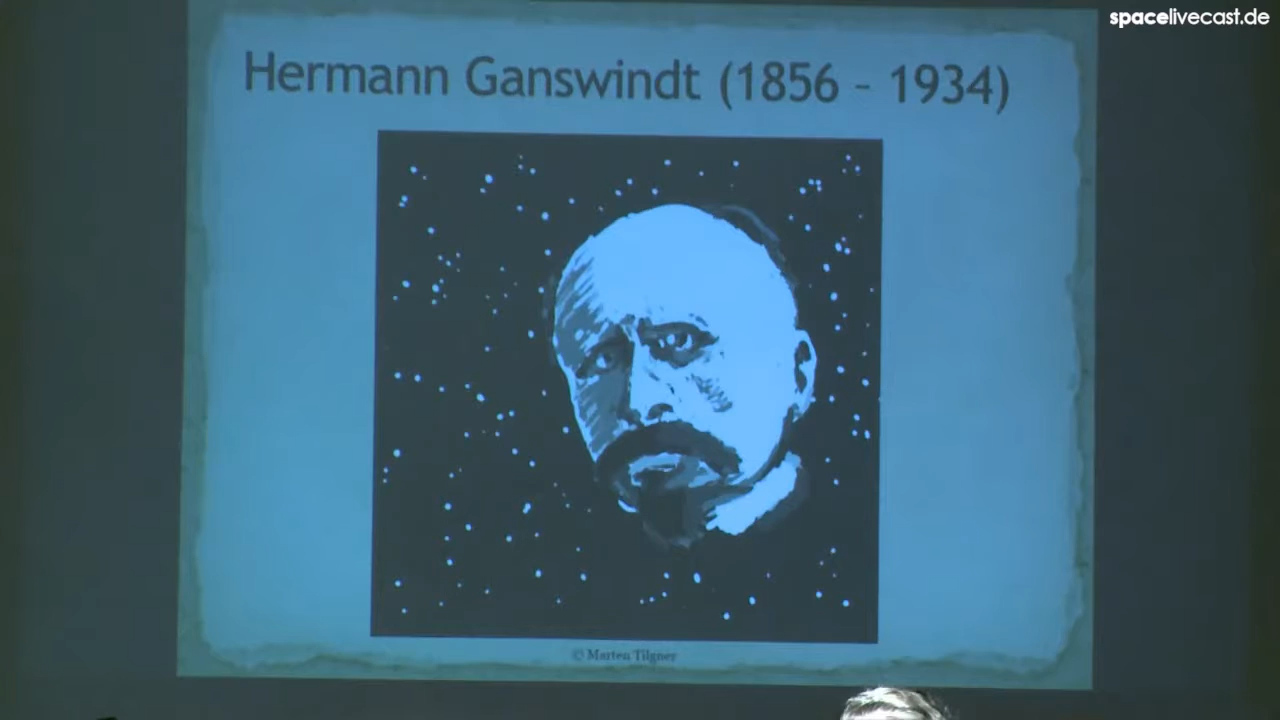 spacelivecast.de
Hermann Ganswindt (1856 - 1934)
© Marten Tilgner